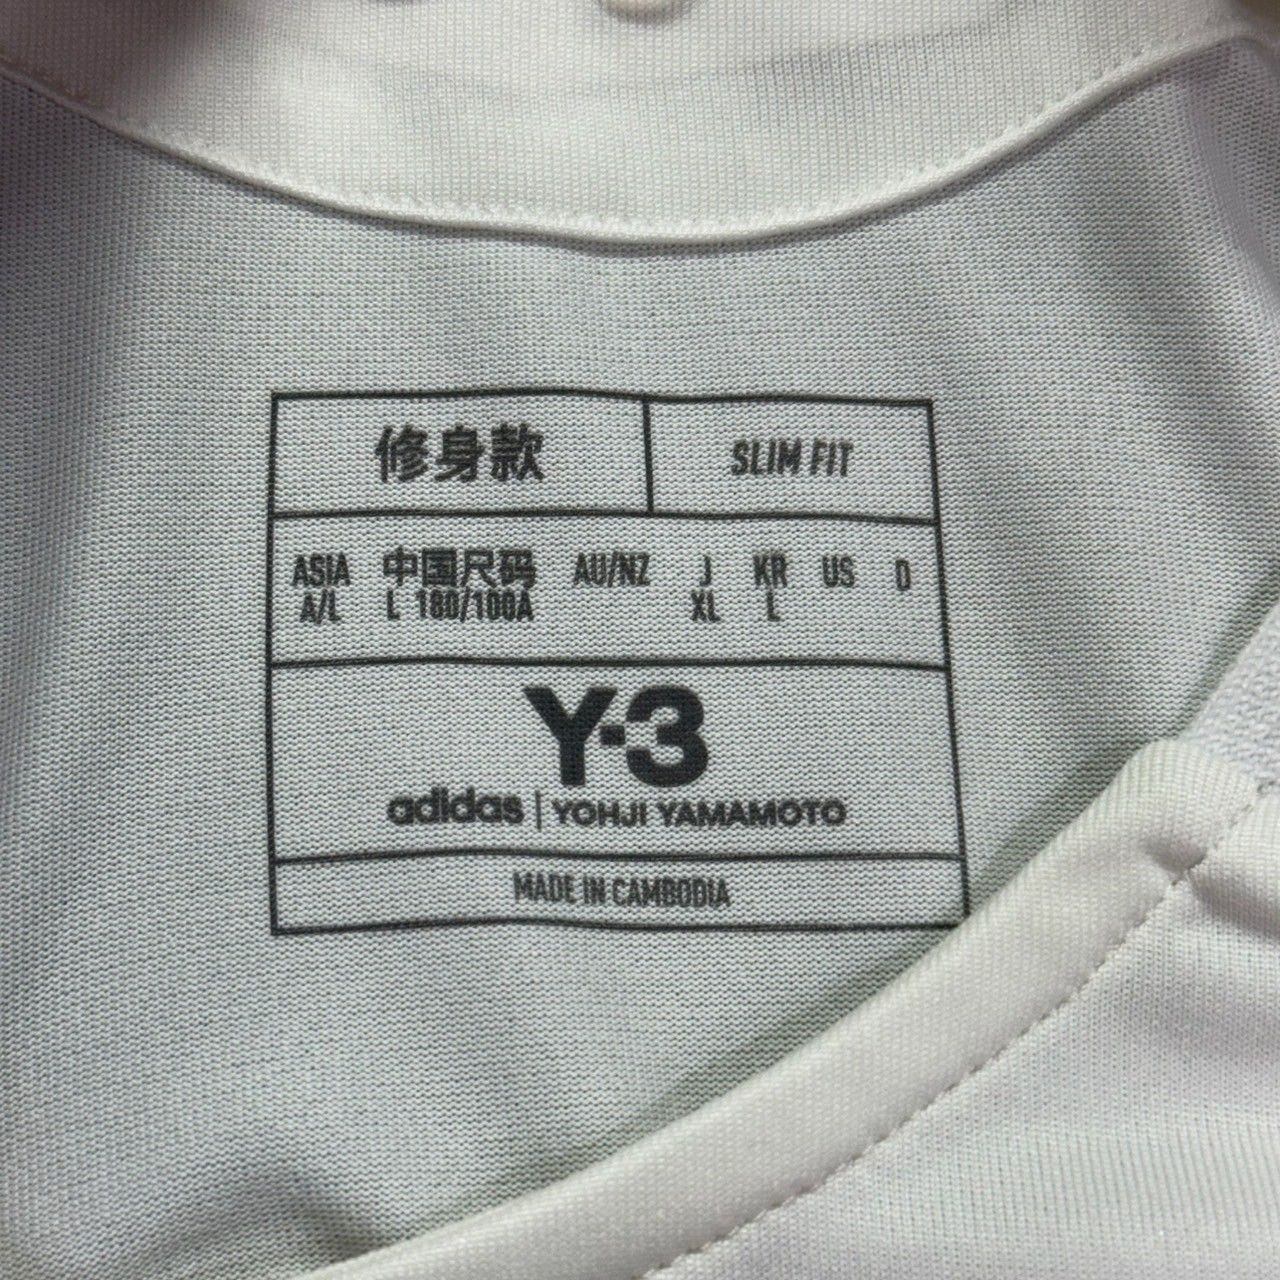 修身款 SLIM FIT
ASIA 中国尺码 AU/NZ J KR US D
A/L L 180/100A XL L
Y-3
adidas | YOHJI YAMAMOTO
MADE IN CAMBODIA